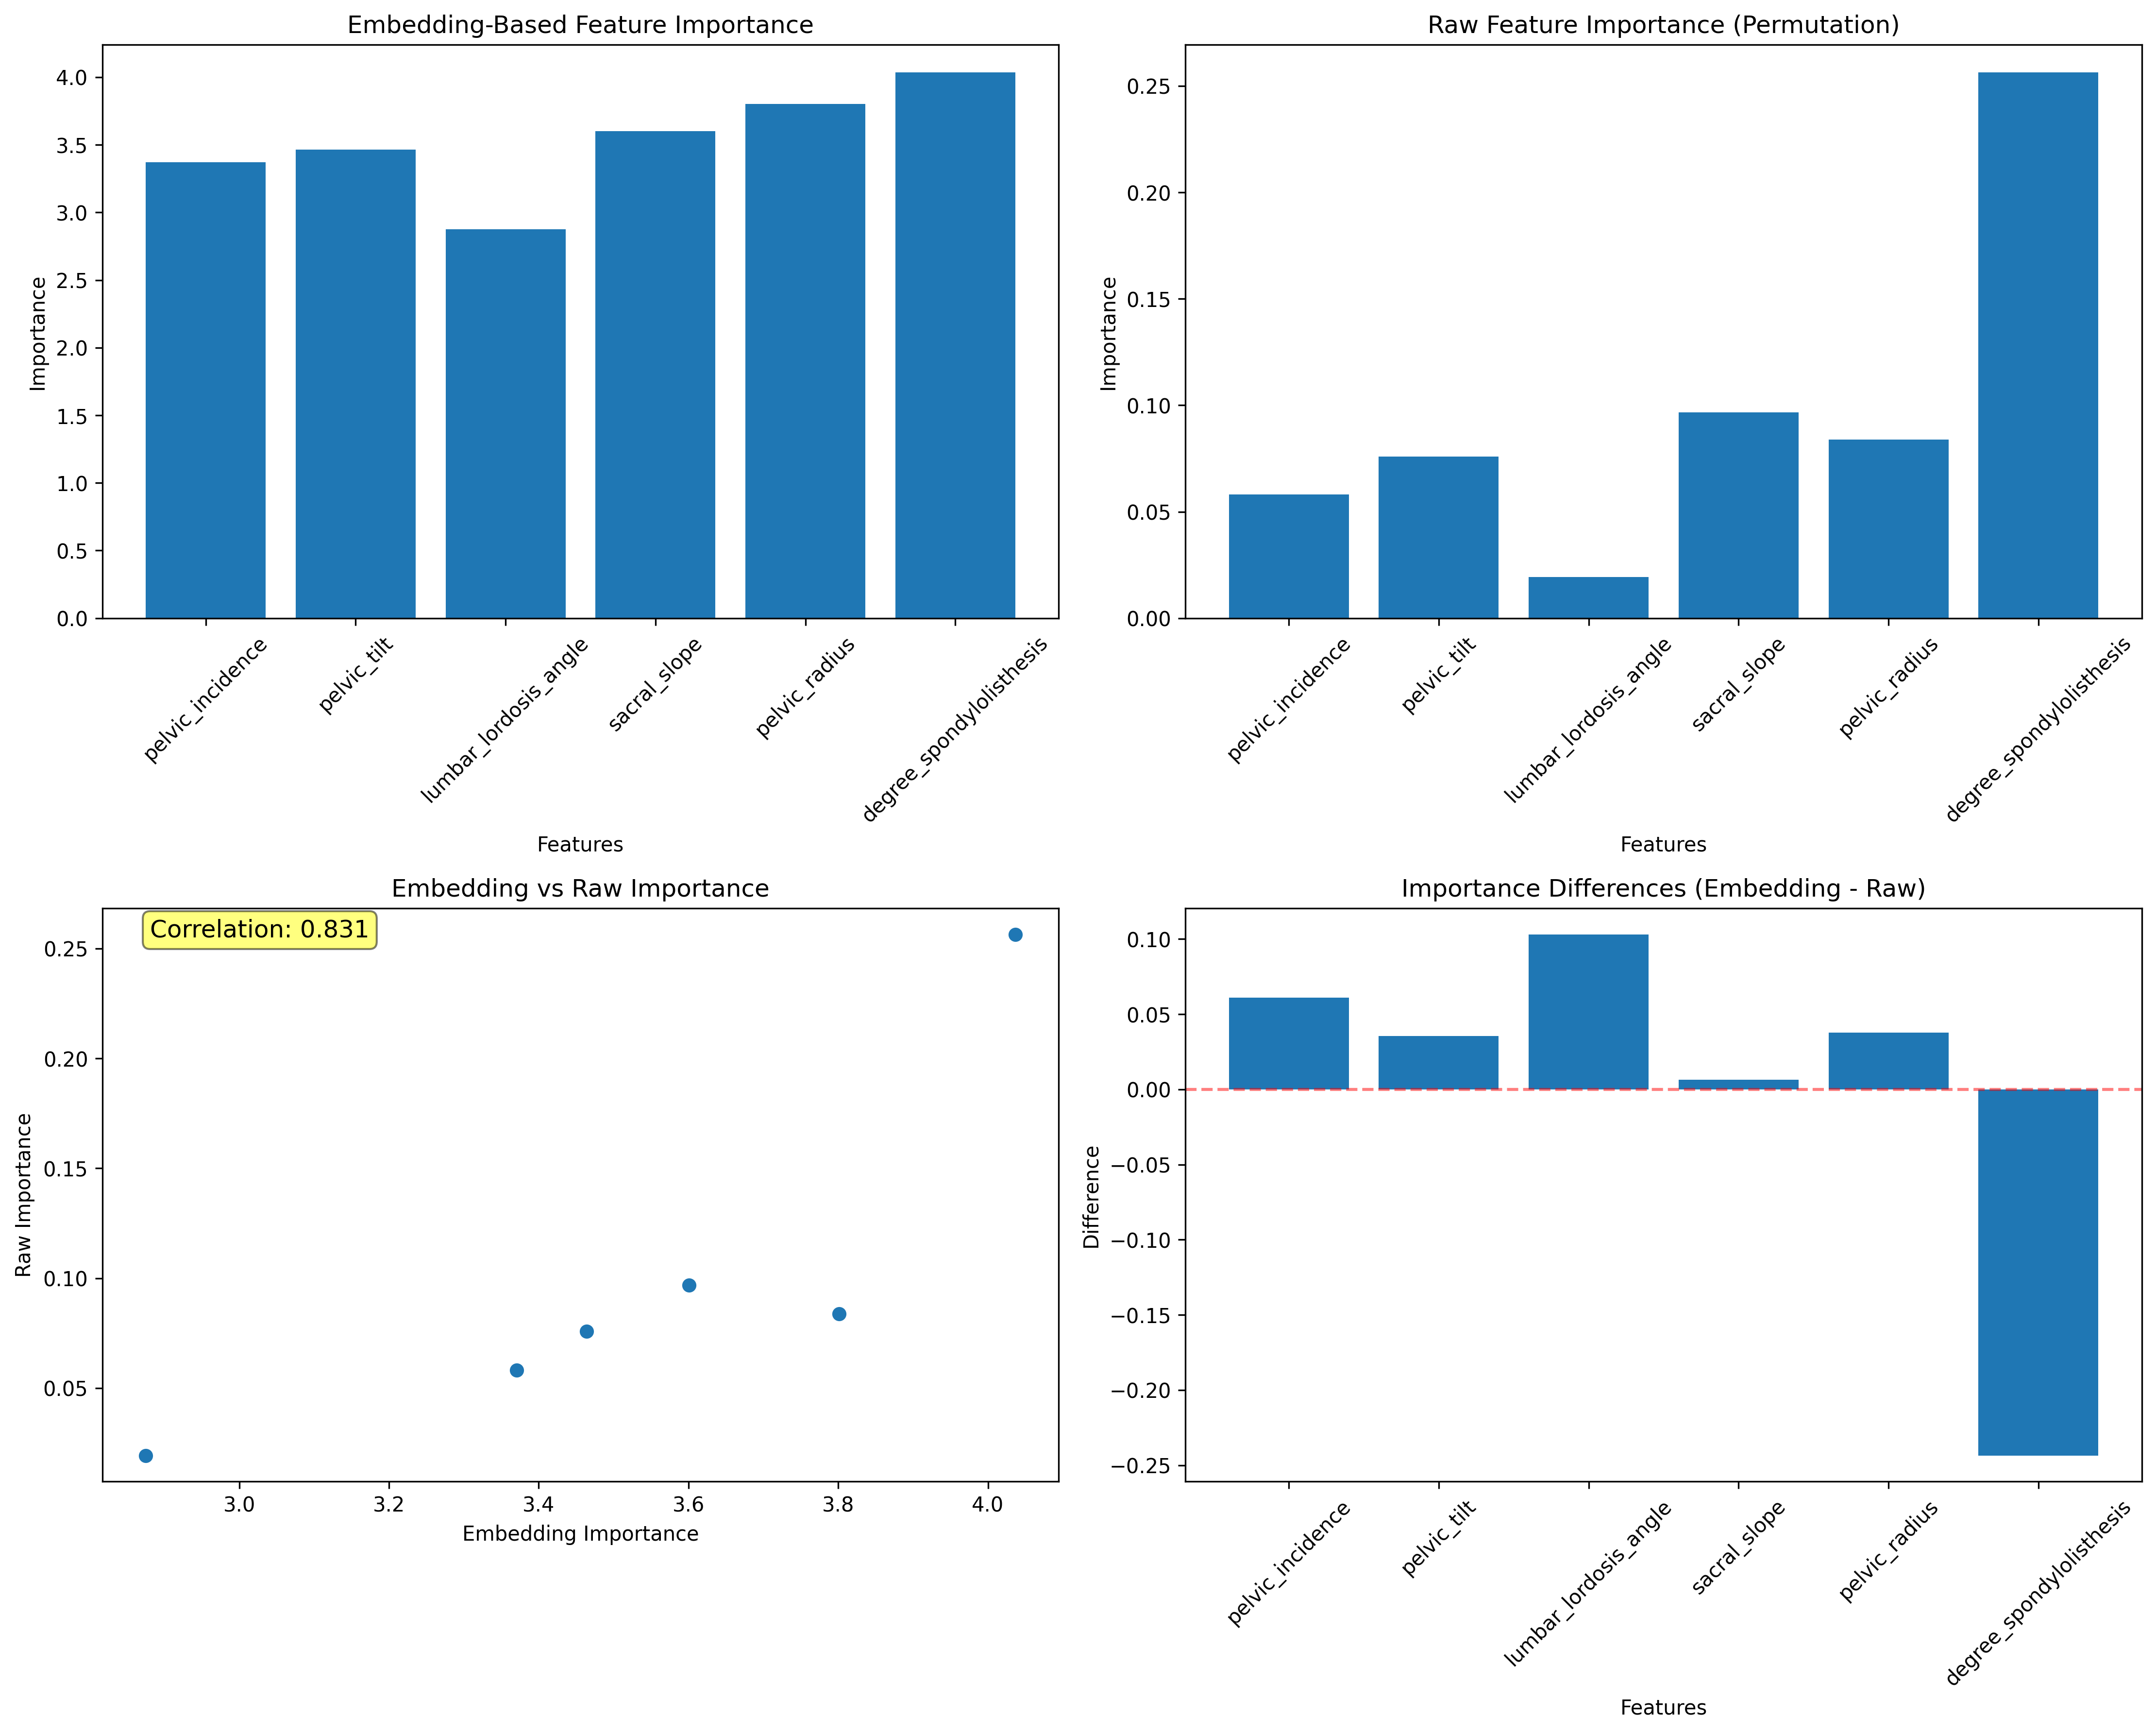 Embedding-Based Feature Importance
Importance
4.0
3.5
3.0
2.5
2.0
1.5
1.0
0.5
0.0
pelvic_incidence
pelvic_tilt
lumbar_lordosis_angle
sacral_slope
pelvic_radius
degree_spondylolisthesis
Features
Raw Feature Importance (Permutation)
Importance
0.25
0.20
0.15
0.10
0.05
0.00
pelvic_incidence
pelvic_tilt
lumbar_lordosis_angle
sacral_slope
pelvic_radius
degree_spondylolisthesis
Features
Embedding vs Raw Importance
Correlation: 0.831
Raw Importance
0.25
0.20
0.15
0.10
0.05
3.0
3.2
3.4
3.6
3.8
4.0
Embedding Importance
Importance Differences (Embedding - Raw)
Difference
0.10
0.05
0.00
−0.05
−0.10
−0.15
−0.20
−0.25
pelvic_incidence
pelvic_tilt
lumbar_lordosis_angle
sacral_slope
pelvic_radius
degree_spondylolisthesis
Features